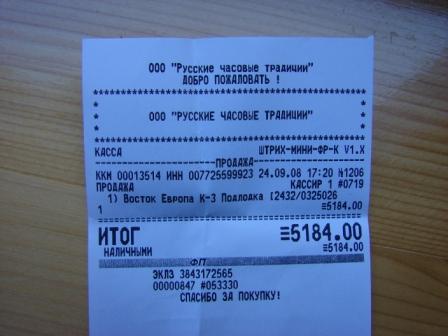 ООО "Русские часовые традиции"
ДОБРО ПОЖАЛОВАТЬ !
****************************************
* *
* ООО "РУССКИЕ ЧАСОВЫЕ ТРАДИЦИИ" *
* *
****************************************
КАССА ШТРИХ-МИНИ-ФР-К V1.X
------------------ПРОДАЖА------------------
ККМ 00013514 ИНН 007725599923 24.09.08 17:20 №1206
ПРОДАЖА КАССИР 1 #0719
1) Восток Европа К-3 Подлодка [2432/0325026
1 ≡5184.00
ИТОГ ≡5184.00
НАЛИЧНЫМИ ≡5184.00
ФП
ЭКЛЗ 3843172565
00000847 #053330
СПАСИБО ЗА ПОКУПКУ!